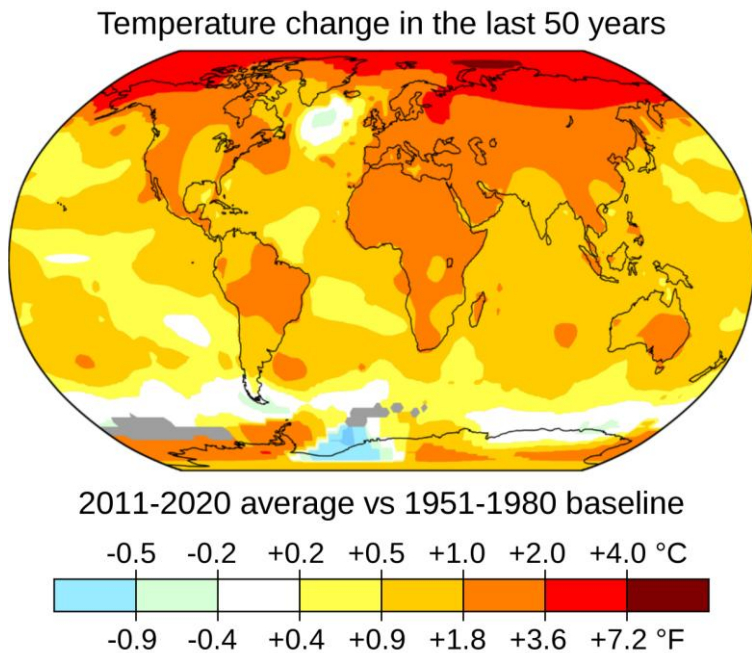 Temperature change in the last 50 years
2011-2020 average vs 1951-1980 baseline
-0.5 -0.2 +0.2 +0.5 +1.0 +2.0 +4.0 °C
-0.9 -0.4 +0.4 +0.9 +1.8 +3.6 +7.2 °F